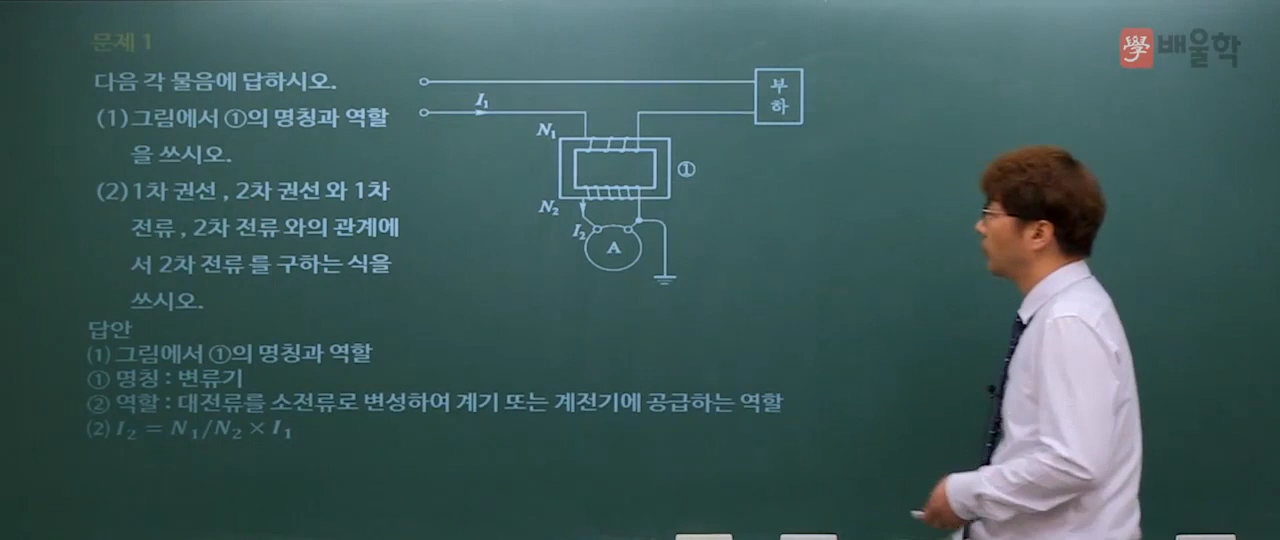 문제 1
學 배울학
다음 각 물음에 답하시오.
(1) 그림에서 ①의 명칭과 역할
을 쓰시오.
(2) 1차 권선 , 2차 권선 와 1차
전류 , 2차 전류 와의 관계에
서 2차 전류 를 구하는 식을
쓰시오.
I₁
N₁
부
하
①
N₂
I₂
A
답안
(1) 그림에서 ①의 명칭과 역할
① 명칭 : 변류기
② 역할 : 대전류를 소전류로 변성하여 계기 또는 계전기에 공급하는 역할
(2) I₂ = N₁/N₂ × I₁